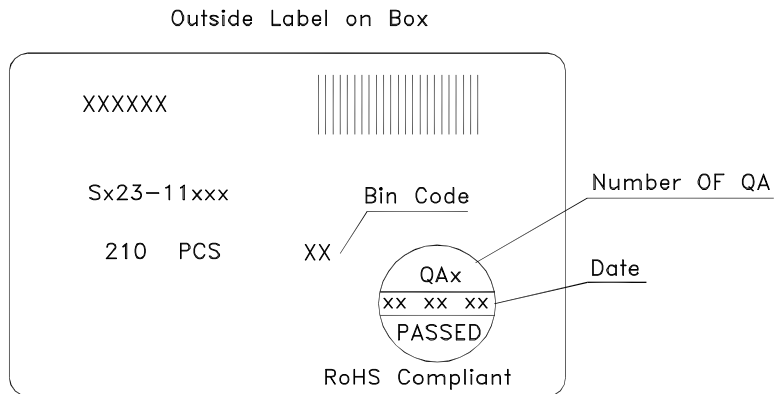 Outside Label on Box
XXXXXX
Sx23-11xxx
Bin Code
Number OF QA
210 PCS
XX
QAx
Date
xx xx xx
PASSED
RoHS Compliant